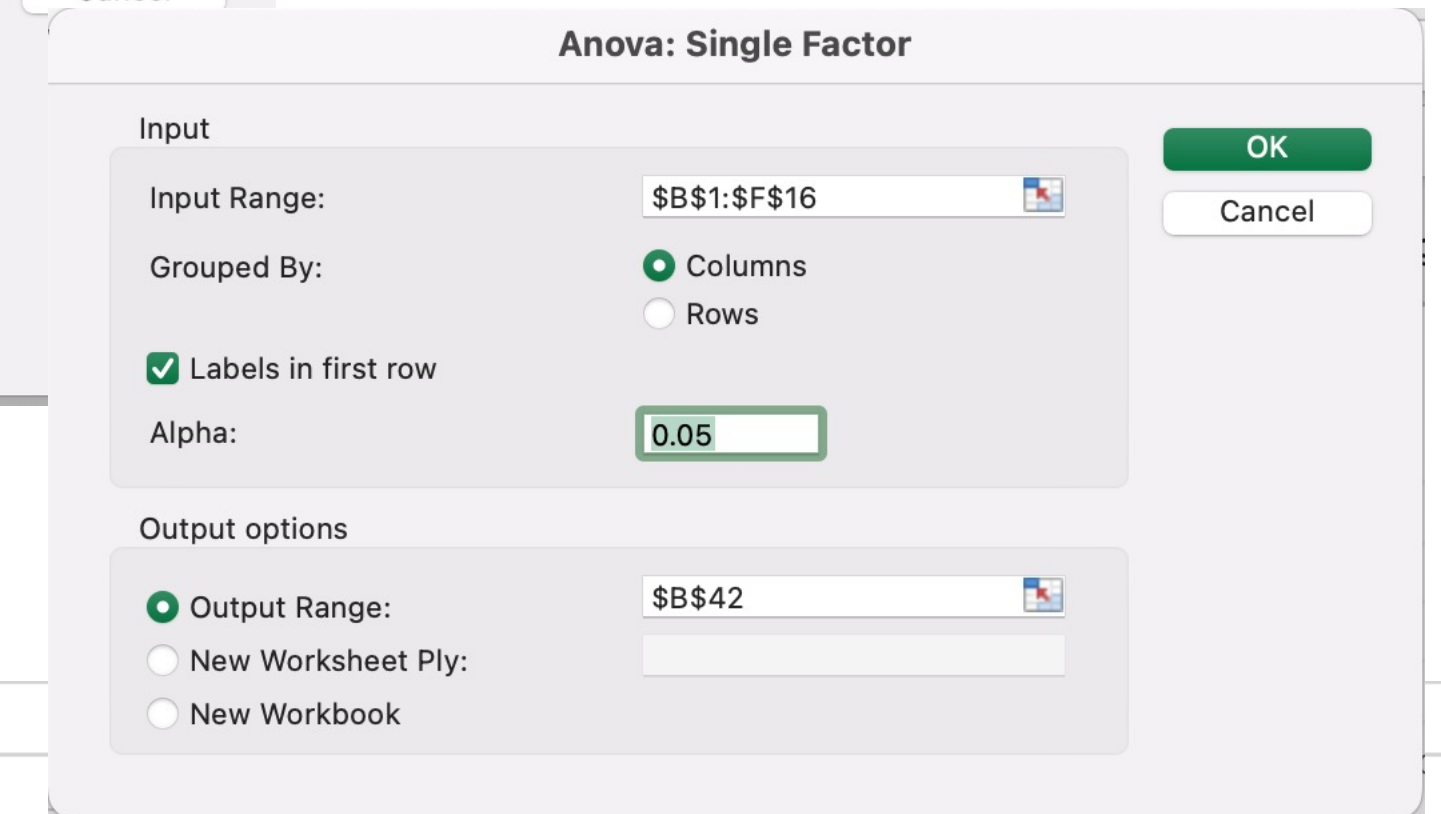 Anova: Single Factor
Input
OK
Input Range: $B$1:$F$16
Cancel
Grouped By: Columns
Rows
Labels in first row
Alpha: 0.05
Output options
Output Range: $B$42
New Worksheet Ply:
New Workbook